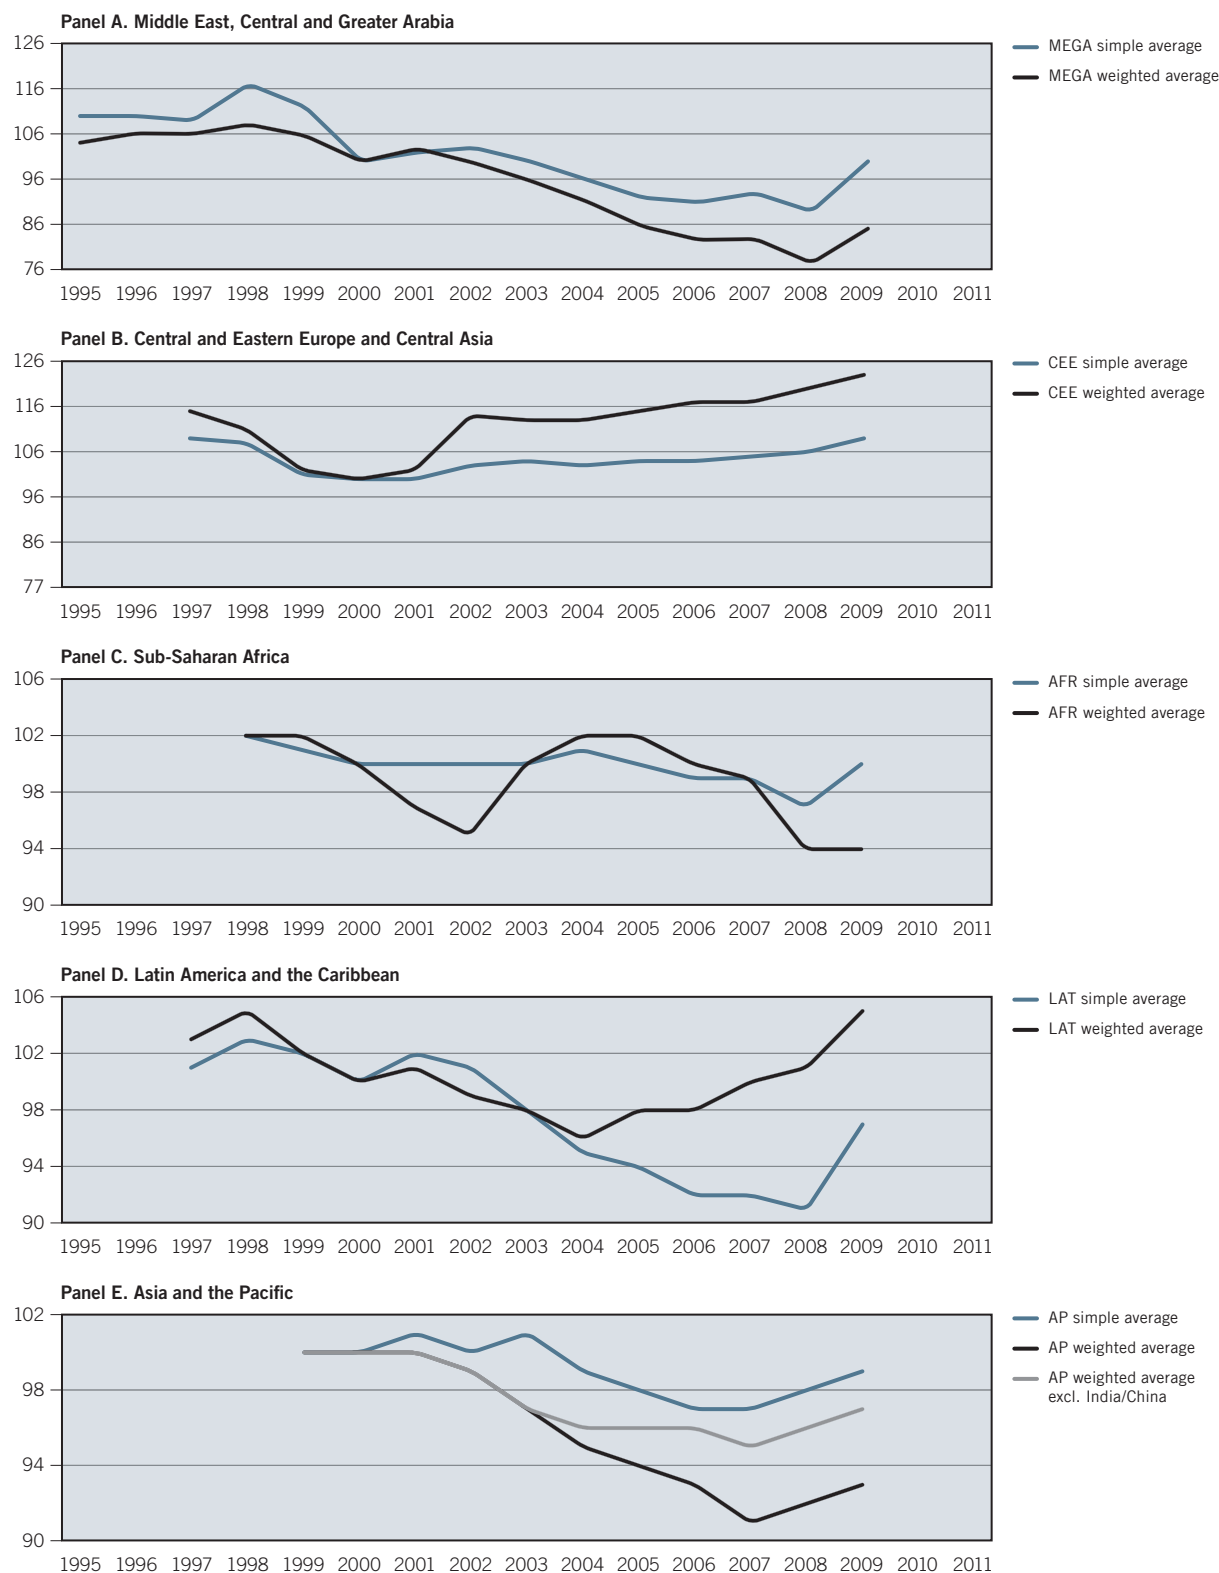 Panel A. Middle East, Central and Greater Arabia
126
116
106
96
86
76
1995 1996 1997 1998 1999 2000 2001 2002 2003 2004 2005 2006 2007 2008 2009 2010 2011
MEGA simple average
MEGA weighted average
Panel B. Central and Eastern Europe and Central Asia
126
116
106
96
86
77
1995 1996 1997 1998 1999 2000 2001 2002 2003 2004 2005 2006 2007 2008 2009 2010 2011
CEE simple average
CEE weighted average
Panel C. Sub-Saharan Africa
106
102
98
94
90
1995 1996 1997 1998 1999 2000 2001 2002 2003 2004 2005 2006 2007 2008 2009 2010 2011
AFR simple average
AFR weighted average
Panel D. Latin America and the Caribbean
106
102
98
94
90
1995 1996 1997 1998 1999 2000 2001 2002 2003 2004 2005 2006 2007 2008 2009 2010 2011
LAT simple average
LAT weighted average
Panel E. Asia and the Pacific
102
98
94
90
1995 1996 1997 1998 1999 2000 2001 2002 2003 2004 2005 2006 2007 2008 2009 2010 2011
AP simple average
AP weighted average
AP weighted average
excl. India/China